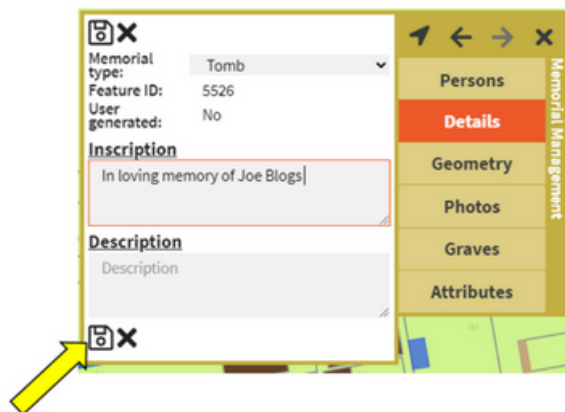 Memorial type:
Tomb
Feature ID:
5526
User generated:
No
Inscription
In loving memory of Joe Blogs
Description
Description
Persons
Details
Geometry
Photos
Graves
Attributes
Memorial Management